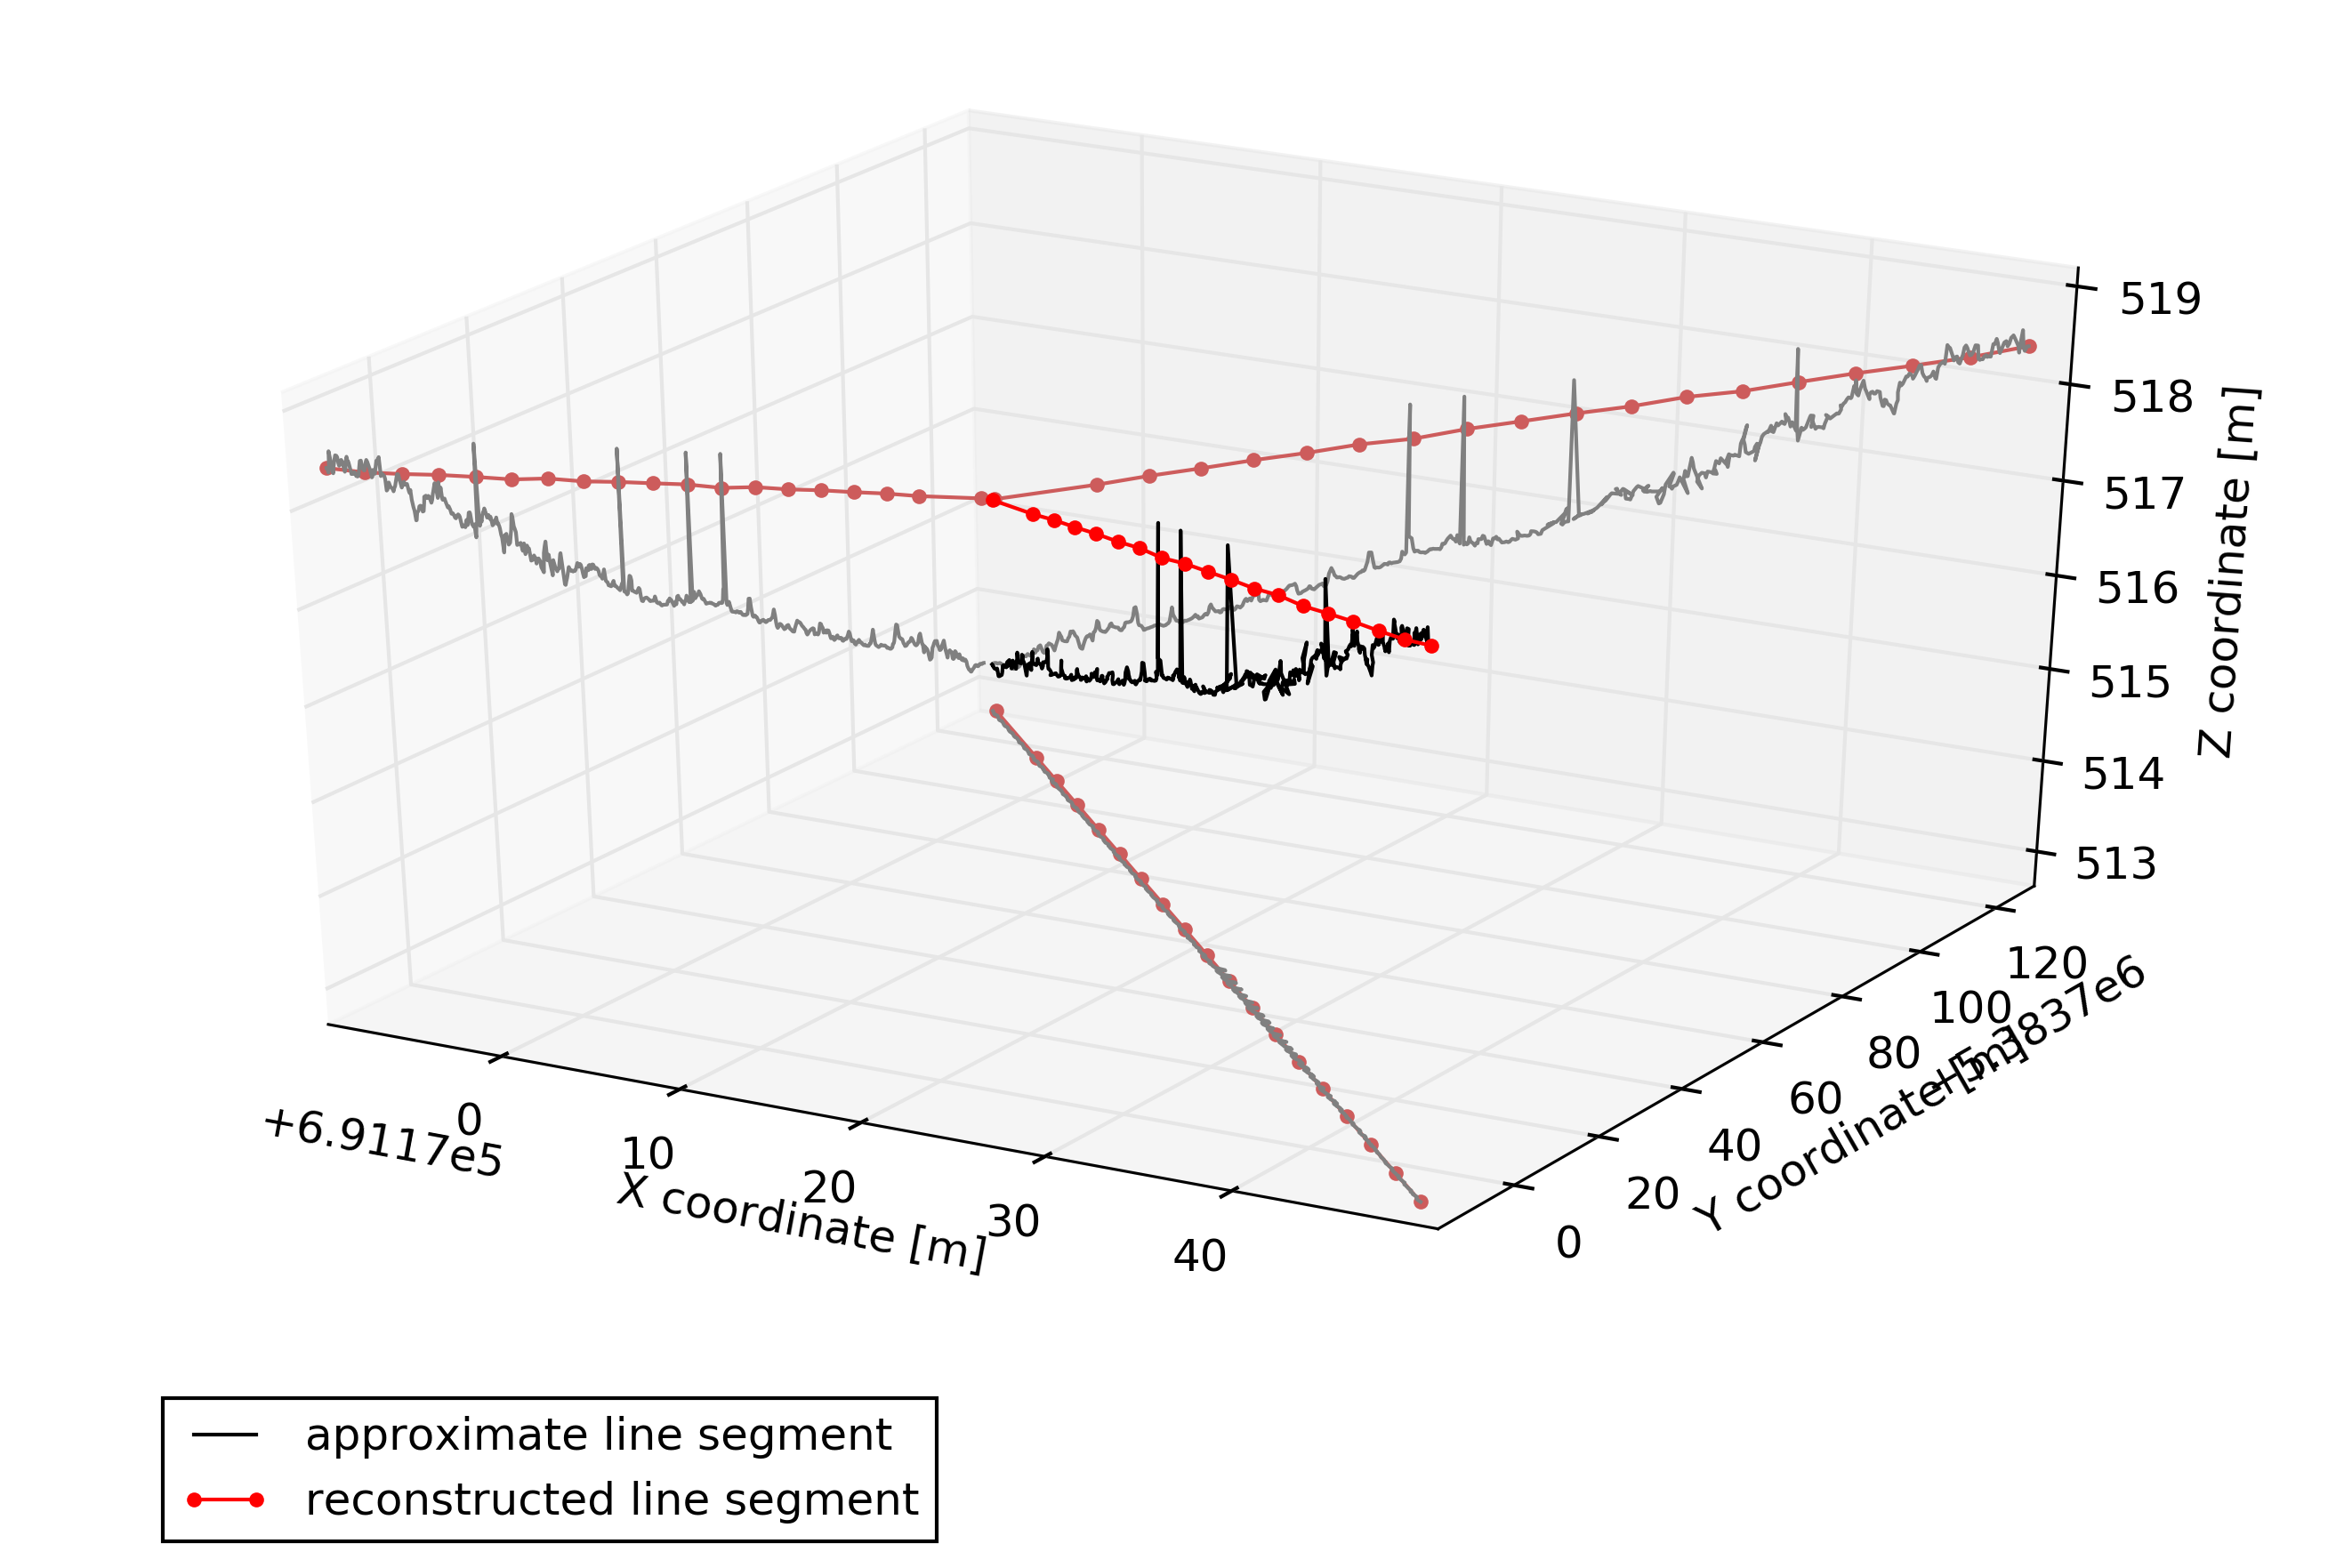 519
518
517
516
515
514
513
Z coordinate [m]
120
100
80
60
40
20
0
+5.3837e6
Y coordinate [m]
0
10
20
30
40
+6.9117e5
X coordinate [m]
approximate line segment
reconstructed line segment